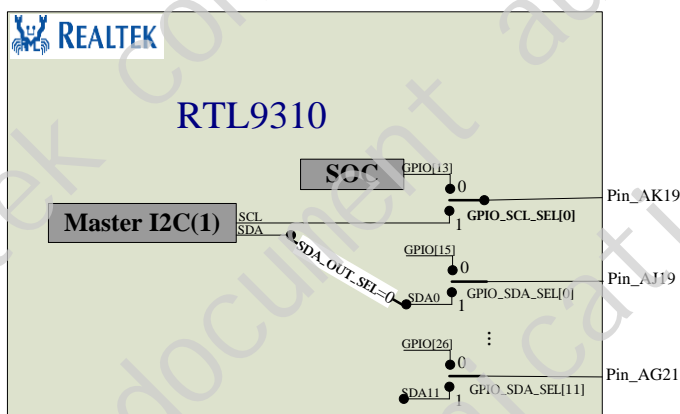 REALTEK
RTL9310
SOC
GPIO[13]
0
Pin_AK19
GPIO_SCL_SEL[0]
Master I2C(1)
SCL
SDA
1
SDA_OUT_SEL=0
GPIO[15]
0
Pin_AJ19
SDA0
GPIO_SDA_SEL[0]
1
⋮
GPIO[26]
0
Pin_AG21
SDA11
GPIO_SDA_SEL[11]
1
document